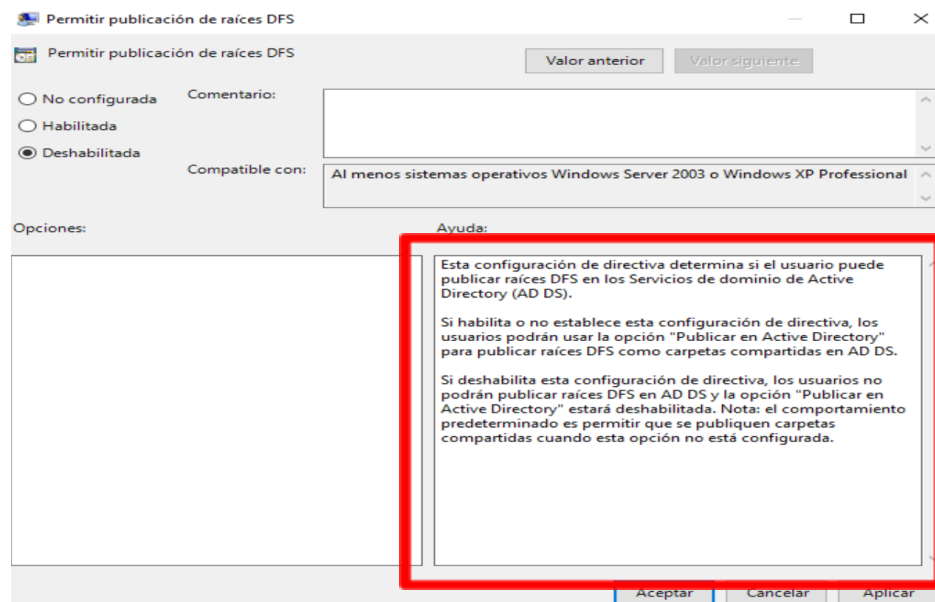 Permitir publicación de raíces DFS
Permitir publicación de raíces DFS
Valor anterior
Valor siguiente
No configurada
Habilitada
Deshabilitada
Comentario:
Compatible con:
Al menos sistemas operativos Windows Server 2003 o Windows XP Professional
Opciones:
Ayuda:
Esta configuración de directiva determina si el usuario puede
publicar raíces DFS en los Servicios de dominio de Active
Directory (AD DS).
Si habilita o no establece esta configuración de directiva, los
usuarios podrán usar la opción "Publicar en Active Directory"
para publicar raíces DFS como carpetas compartidas en AD DS.
Si deshabilita esta configuración de directiva, los usuarios no
podrán publicar raíces DFS en AD DS y la opción "Publicar en
Active Directory" estará deshabilitada. Nota: el comportamiento
predeterminado es permitir que se publiquen carpetas
compartidas cuando esta opción no está configurada.
Aceptar
Cancelar
Aplicar